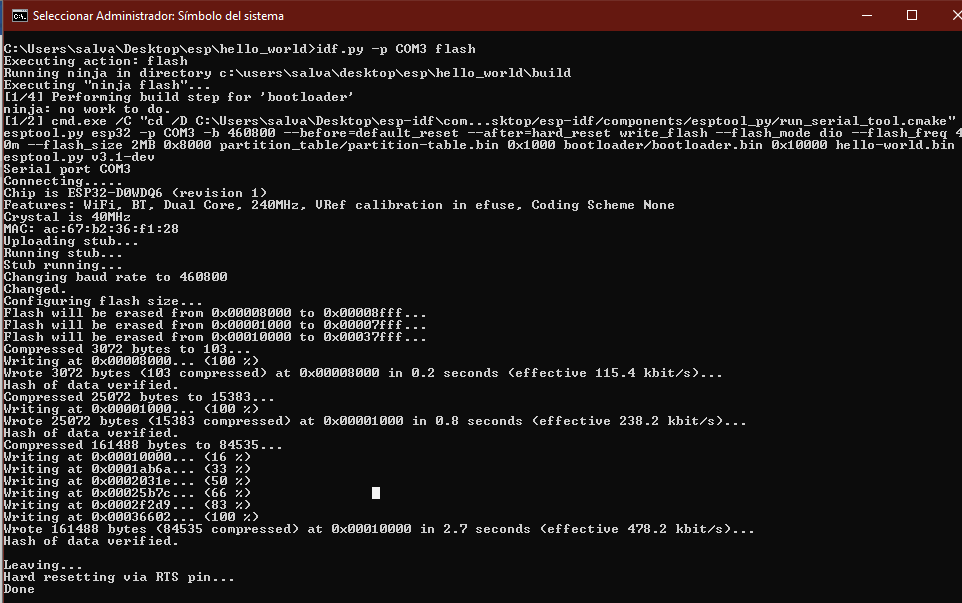 Seleccionar Administrador: Símbolo del sistema
C:\Users\salva\Desktop\esp\hello_world>idf.py -p COM3 flash
Executing action: flash
Running ninja in directory c:\users\salva\desktop\esp\hello_world\build
Executing "ninja flash"...
[1/4] Performing build step for 'bootloader'
ninja: no work to do.
[1/2] cmd.exe /C "cd /D C:\Users\salva\Desktop\esp-idf\com...sktop/esp-idf/components/esptool_py/run_serial_tool.cmake"
esptool.py esp32 -p COM3 -b 460800 --before=default_reset --after=hard_reset write_flash --flash_mode dio --flash_freq 4
0m --flash_size 2MB 0x8000 partition_table/partition-table.bin 0x1000 bootloader/bootloader.bin 0x10000 hello-world.bin
esptool.py v3.1-dev
Serial port COM3
Connecting.....
Chip is ESP32-D0WDQ6 (revision 1)
Features: WiFi, BT, Dual Core, 240MHz, VRef calibration in efuse, Coding Scheme None
Crystal is 40MHz
MAC: ac:67:b2:36:f1:28
Uploading stub...
Running stub...
Stub running...
Changing baud rate to 460800
Changed.
Configuring flash size...
Flash will be erased from 0x00008000 to 0x00008fff...
Flash will be erased from 0x00001000 to 0x00007fff...
Flash will be erased from 0x00010000 to 0x00037fff...
Compressed 3072 bytes to 103...
Writing at 0x00008000... (100 %)
Wrote 3072 bytes (103 compressed) at 0x00008000 in 0.2 seconds (effective 115.4 kbit/s)...
Hash of data verified.
Compressed 25072 bytes to 15383...
Writing at 0x00001000... (100 %)
Wrote 25072 bytes (15383 compressed) at 0x00001000 in 0.8 seconds (effective 238.2 kbit/s)...
Hash of data verified.
Compressed 161488 bytes to 84535...
Writing at 0x00010000... (16 %)
Writing at 0x0001ab6a... (33 %)
Writing at 0x0002031e... (50 %)
Writing at 0x00025b7c... (66 %)
Writing at 0x0002f2d9... (83 %)
Writing at 0x00036602... (100 %)
Wrote 161488 bytes (84535 compressed) at 0x00010000 in 2.7 seconds (effective 478.2 kbit/s)...
Hash of data verified.
Leaving...
Hard resetting via RTS pin...
Done